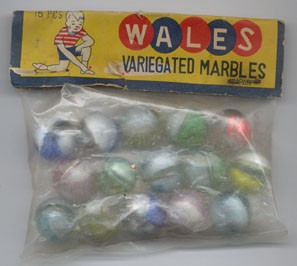 15 PCS
WALES
VARIEGATED MARBLES